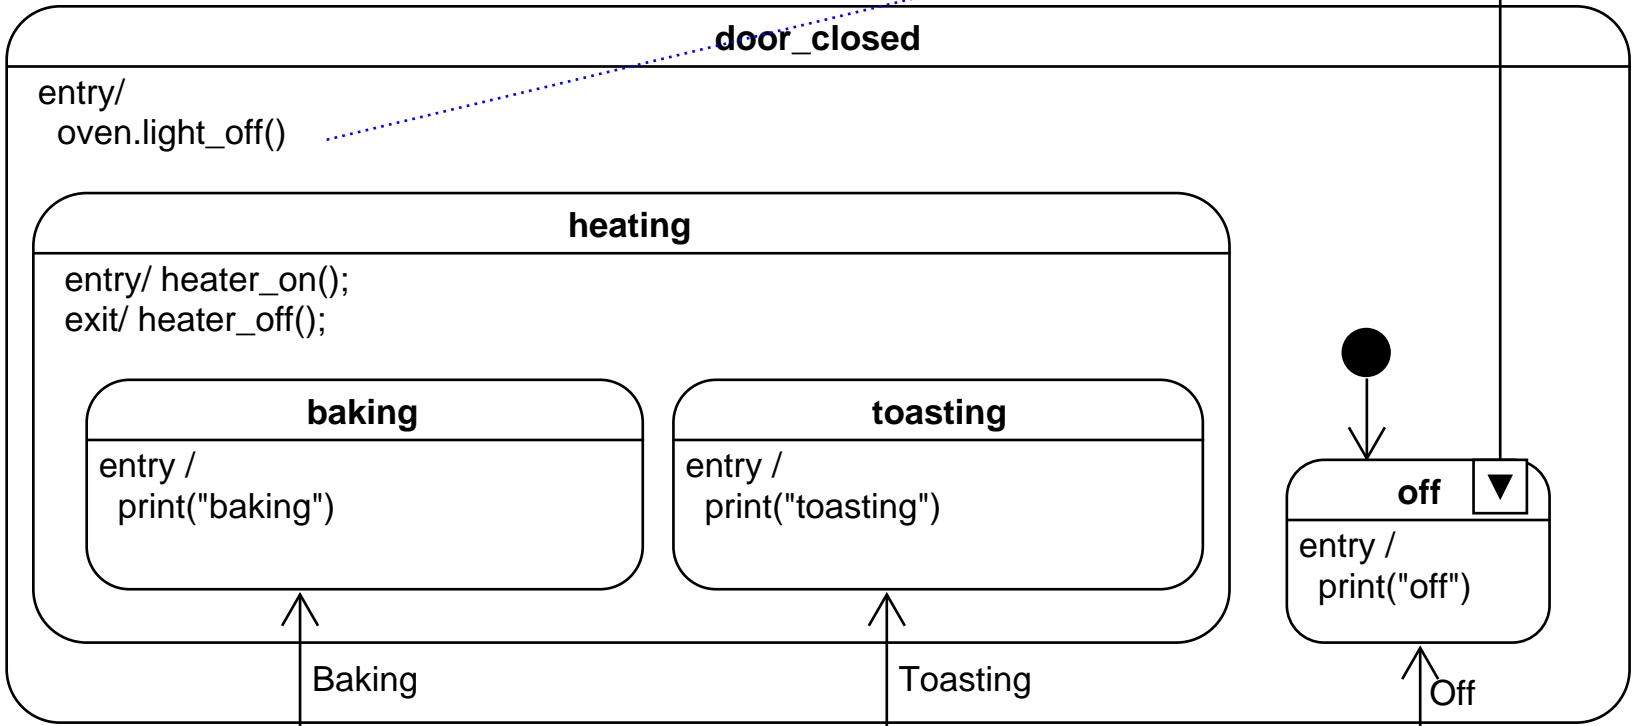 door_closed
entry/
oven.light_off()
heating
entry/ heater_on();
exit/ heater_off();
baking
entry /
print("baking")
toasting
entry /
print("toasting")
off
entry /
print("off")
Baking
Toasting
Off